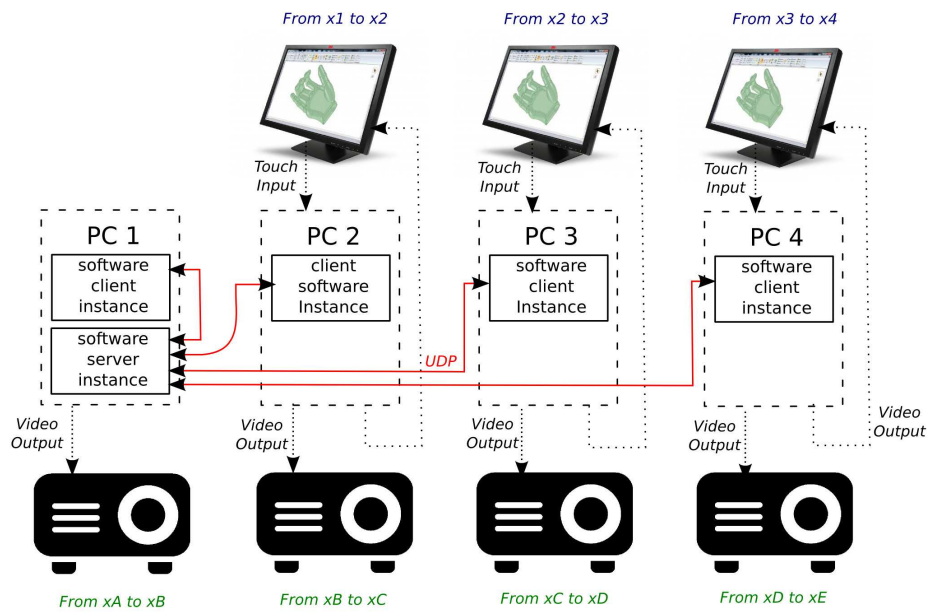 From x1 to x2
From x2 to x3
From x3 to x4
Touch
Input
Touch
Input
Touch
Input
PC 1
software
client
instance
software
server
instance
PC 2
client
software
Instance
PC 3
software
client
Instance
PC 4
software
client
instance
UDP
Video
Output
Video
Output
Video
Output
Video
Output
Video
Output
From xA to xB
From xB to xC
From xC to xD
From xD to xE